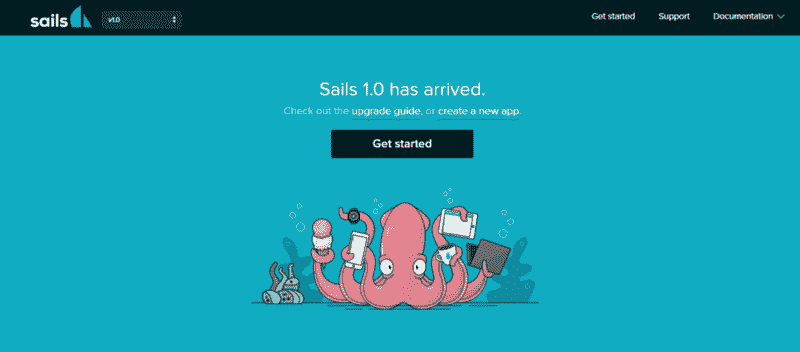 sails
v1.0
Get started
Support
Documentation
Sails 1.0 has arrived.
Check out the upgrade guide, or create a new app.
Get started